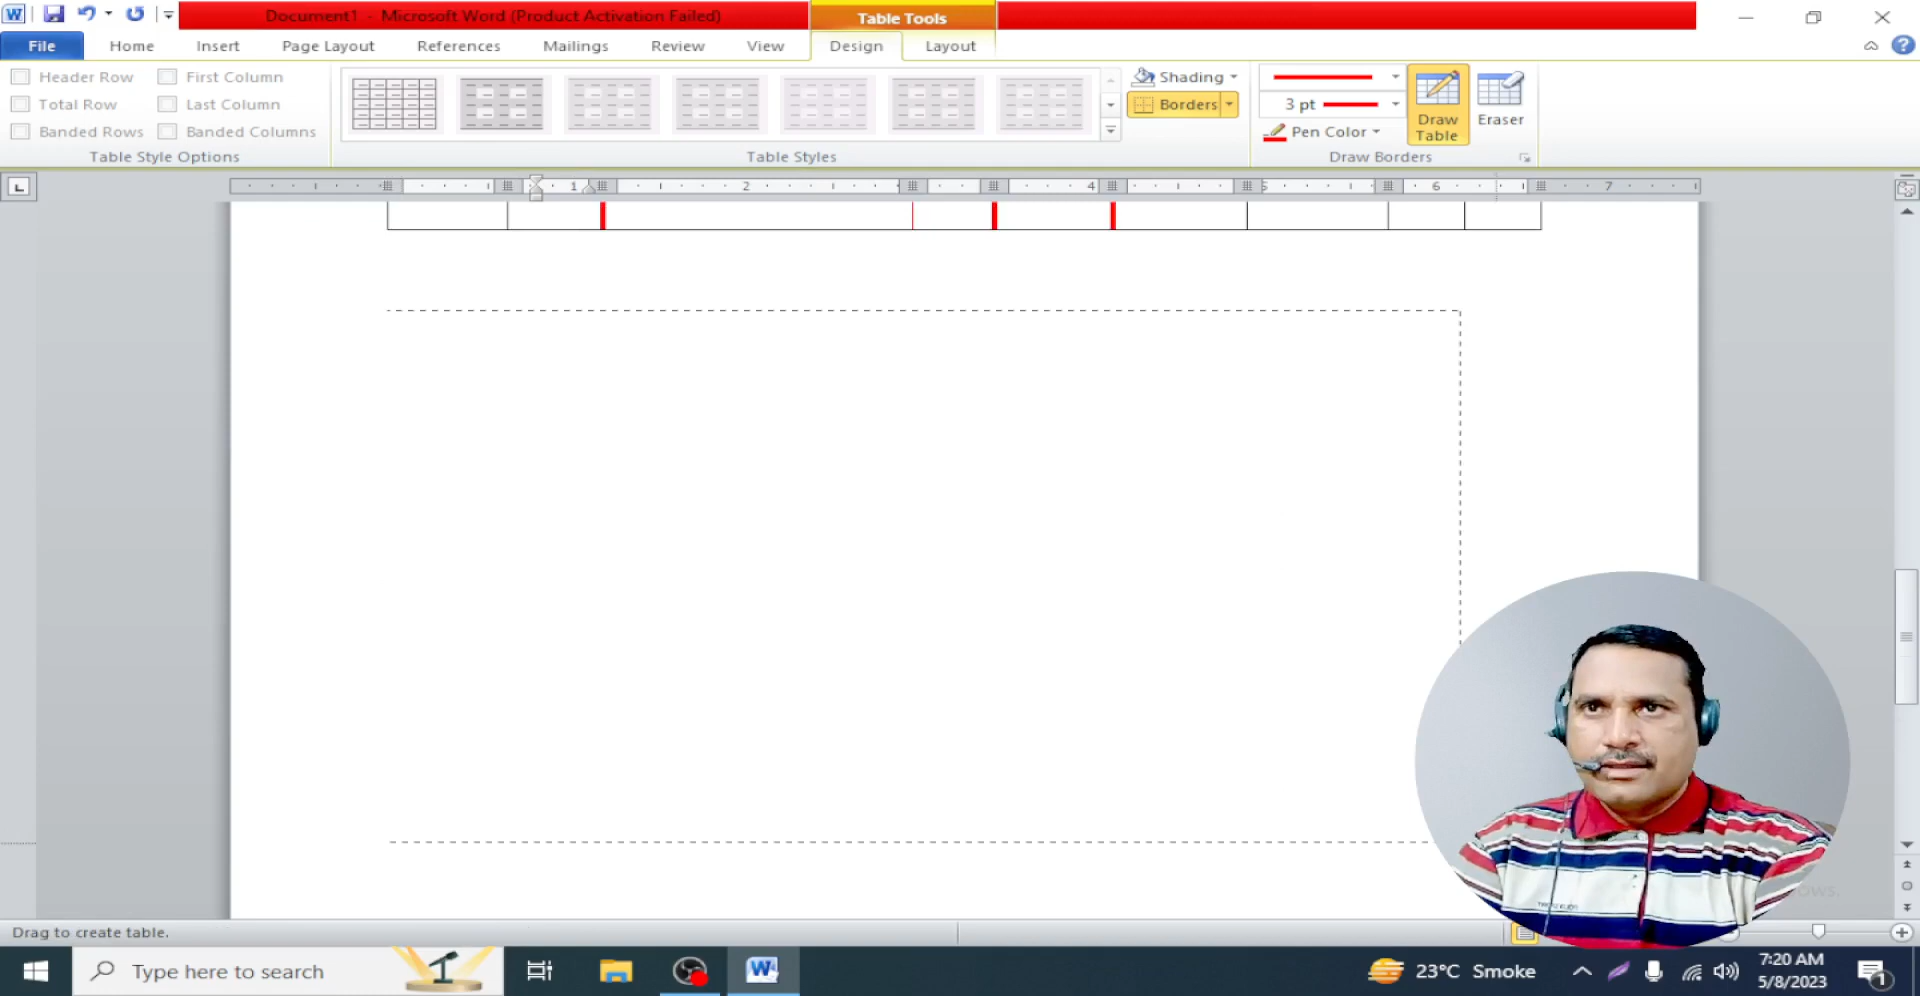 Document1 - Microsoft Word (Product Activation Failed)
Table Tools
File Home Insert Page Layout References Mailings Review View Design Layout
Header Row First Column
Total Row Last Column
Banded Rows Banded Columns
Table Style Options
Table Styles
Shading
Borders
3 pt
Pen Color
Draw Table
Eraser
Draw Borders
1 2 4 5 6 7
Drag to create table.
Type here to search
23°C Smoke
7:20 AM
5/8/2023
1